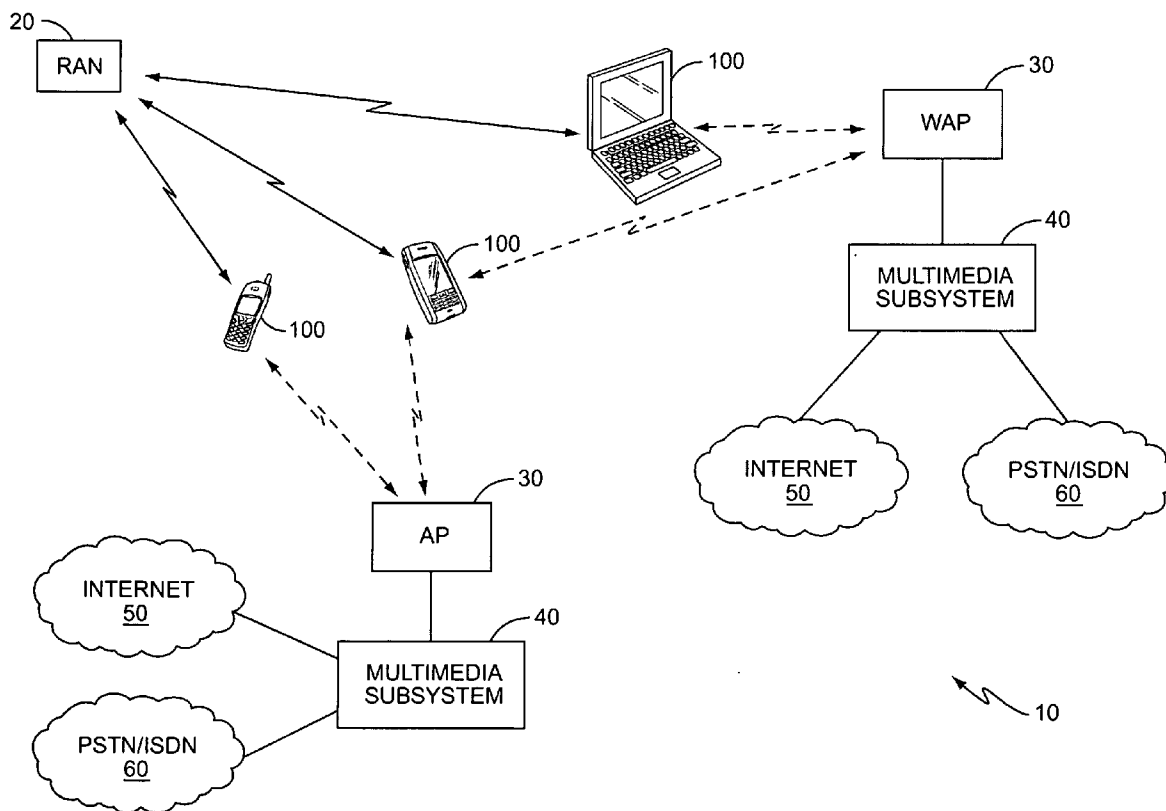 20
RAN
100
30
WAP
40
MULTIMEDIA
SUBSYSTEM
100
100
INTERNET
50
PSTN/ISDN
60
30
AP
INTERNET
50
40
MULTIMEDIA
SUBSYSTEM
PSTN/ISDN
60
10